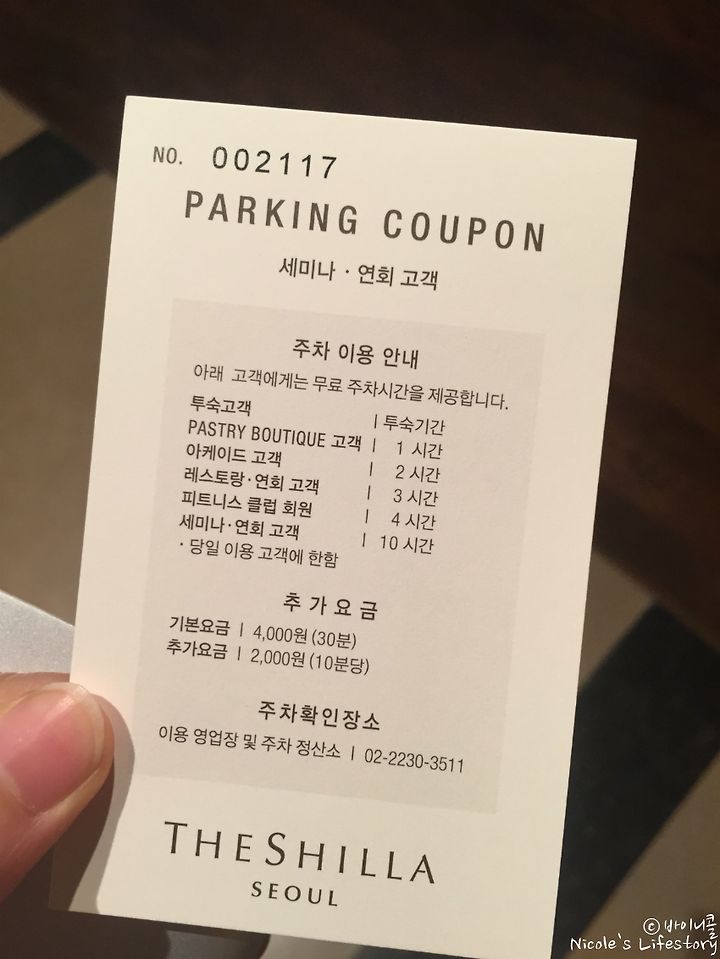 NO. 002117
PARKING COUPON
세미나 · 연회 고객
주차 이용 안내
아래 고객에게는 무료 주차시간을 제공합니다.
투숙고객 | 투숙기간
PASTRY BOUTIQUE 고객 | 1 시간
아케이드 고객 | 2 시간
레스토랑·연회 고객 | 3 시간
피트니스 클럽 회원 | 4 시간
세미나·연회 고객 | 10 시간
· 당일 이용 고객에 한함
추 가 요 금
기본요금 | 4,000원 (30분)
추가요금 | 2,000원 (10분당)
주차확인장소
이용 영업장 및 주차 정산소 | 02-2230-3511
THE SHILLA
SEOUL
ⓒ바이니콜
Nicole's Lifestory